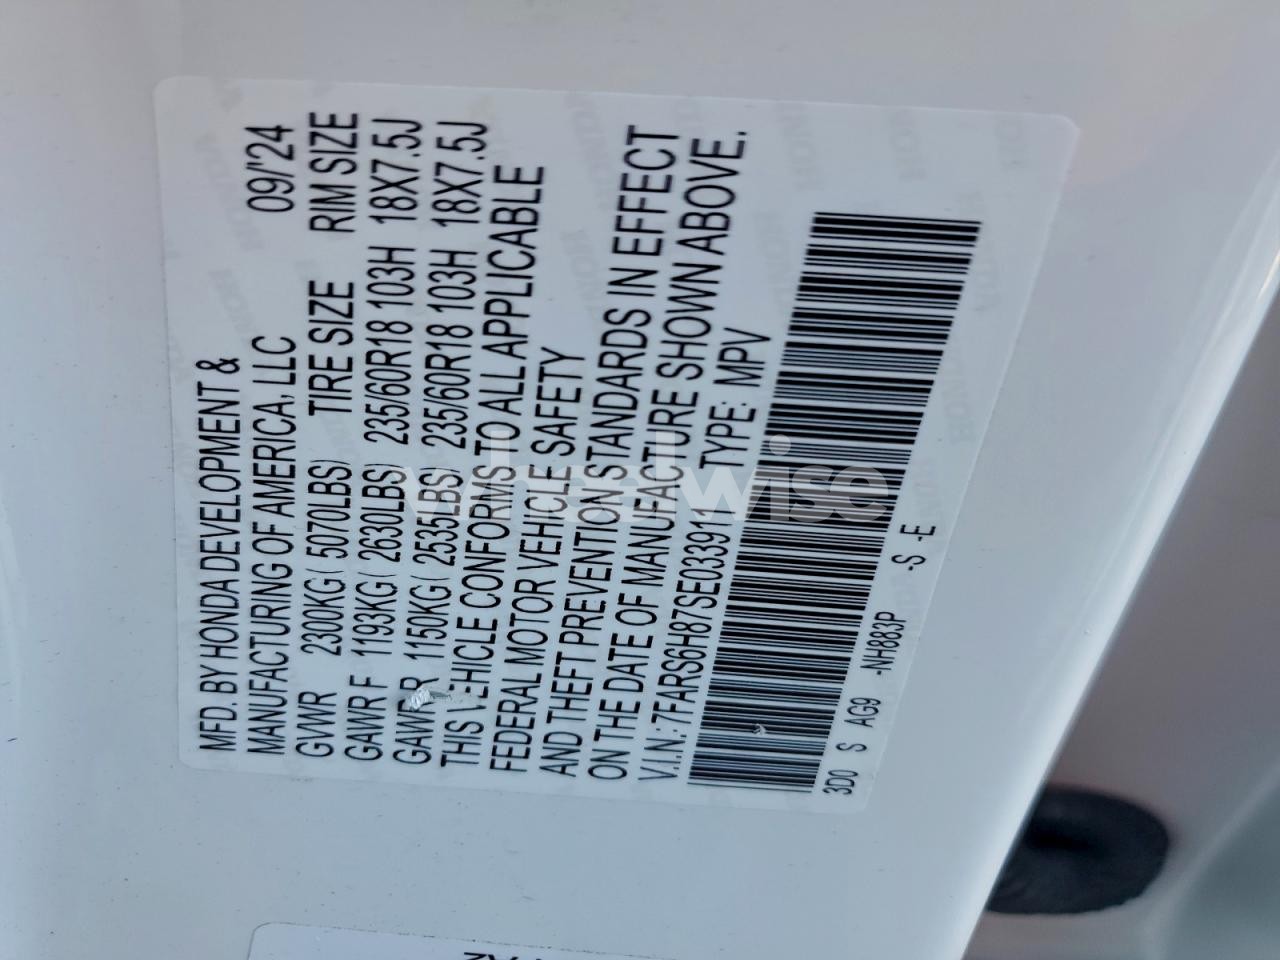 MFD. BY HONDA DEVELOPMENT &
MANUFACTURING OF AMERICA, LLC 09/'24
GVWR 2300KG( 5070LBS) TIRE SIZE RIM SIZE
GAWR F 1193KG( 2630LBS) 235/60R18 103H 18X7.5J
GAWR R 1150KG( 2535LBS) 235/60R18 103H 18X7.5J
THIS VEHICLE CONFORMS TO ALL APPLICABLE
FEDERAL MOTOR VEHICLE SAFETY
AND THEFT PREVENTION STANDARDS IN EFFECT
ON THE DATE OF MANUFACTURE SHOWN ABOVE.
V.I.N.:7FARS6H87SE033911 TYPE: MPV
3D0 S AG9 -NH883P -S -E
wheelwise